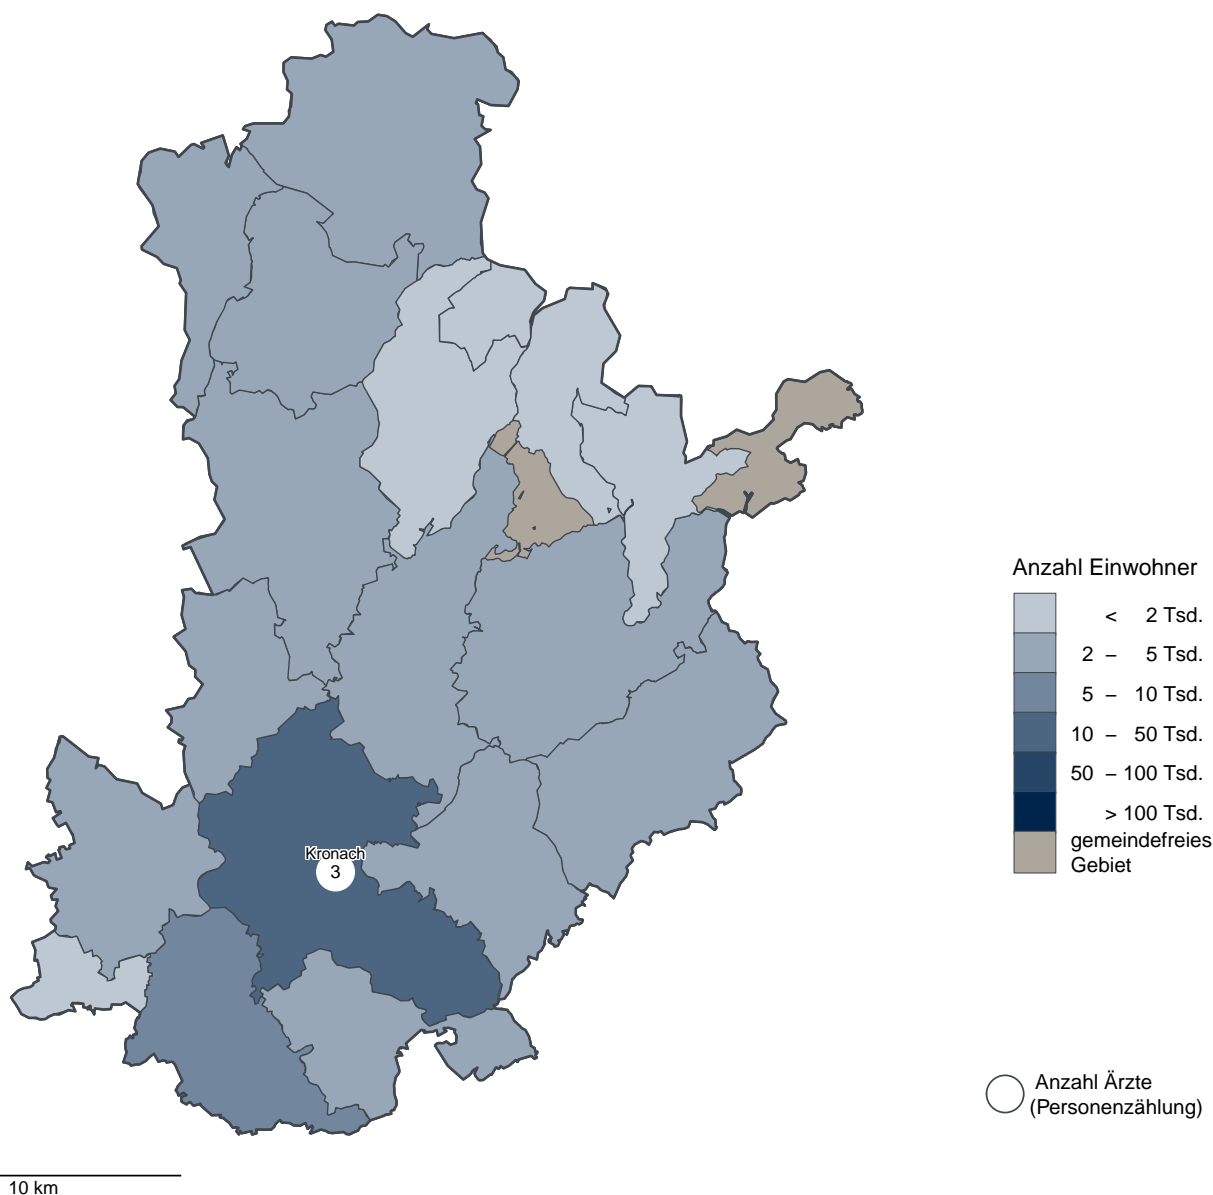 Kronach
3
Anzahl Einwohner
< 2 Tsd.
2 – 5 Tsd.
5 – 10 Tsd.
10 – 50 Tsd.
50 – 100 Tsd.
> 100 Tsd.
gemeindefreies
Gebiet
Anzahl Ärzte
(Personenzählung)
10 km